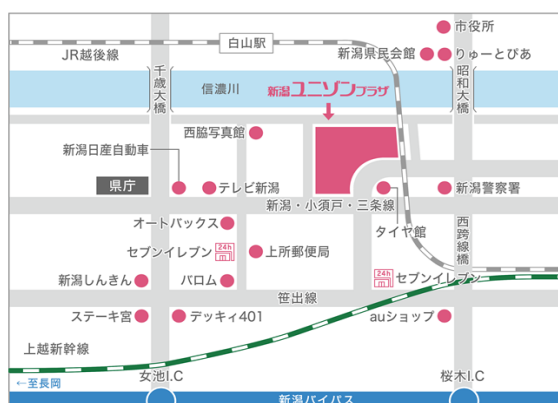 市役所
白山駅
JR越後線
新潟県民会館
りゅーとぴあ
千歳大橋
昭和大橋
信濃川
新潟ユニゾンプラザ
西脇写真館
新潟日産自動車
県庁
テレビ新潟
新潟・小須戸・三条線
タイヤ館
新潟警察署
オートバックス
西跨線橋
セブンイレブン
24h
上所郵便局
新潟しんきん
パロム
24h
セブンイレブン
笹出線
ステーキ宮
デッキィ401
auショップ
上越新幹線
女池I.C
桜木I.C
←至長岡
新潟バイパス